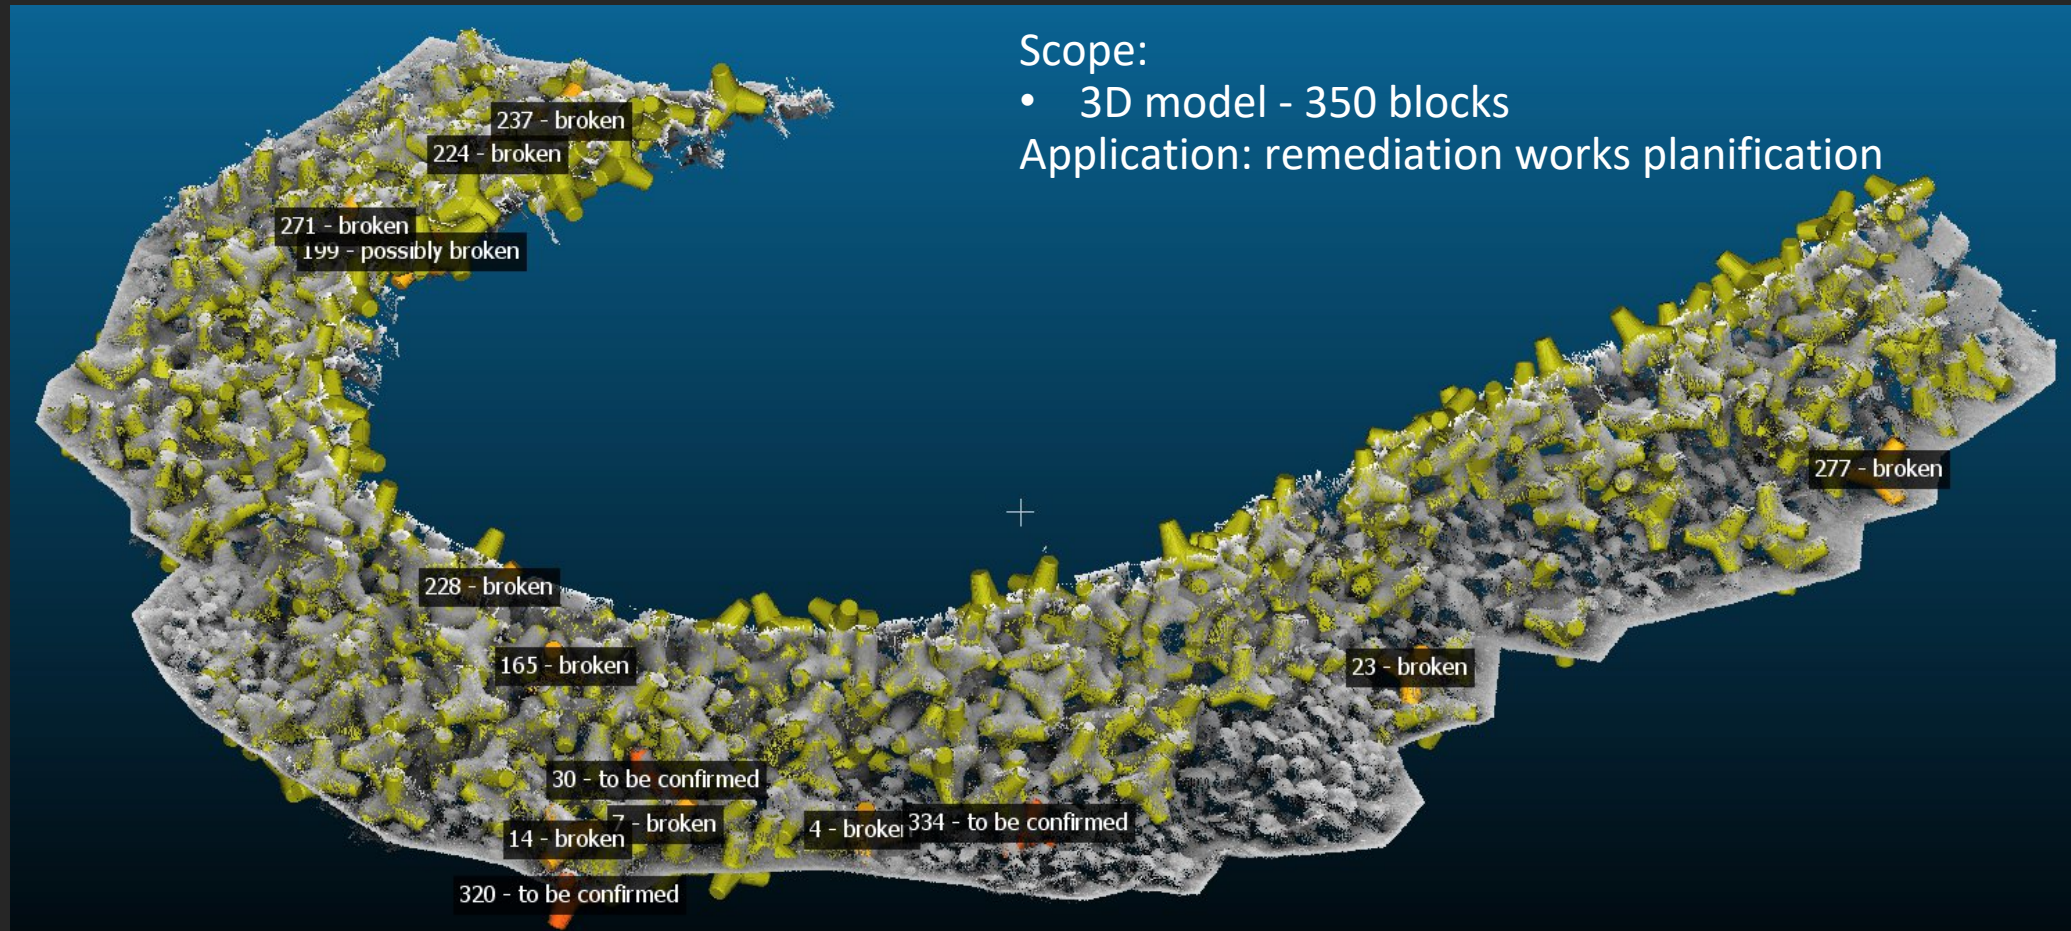 Scope:
• 3D model - 350 blocks
Application: remediation works planification
237 - broken
224 - broken
271 - broken
199 - possibly broken
277 - broken
228 - broken
165 - broken
23 - broken
30 - to be confirmed
7 - broken
14 - broken
4 - broken
334 - to be confirmed
320 - to be confirmed